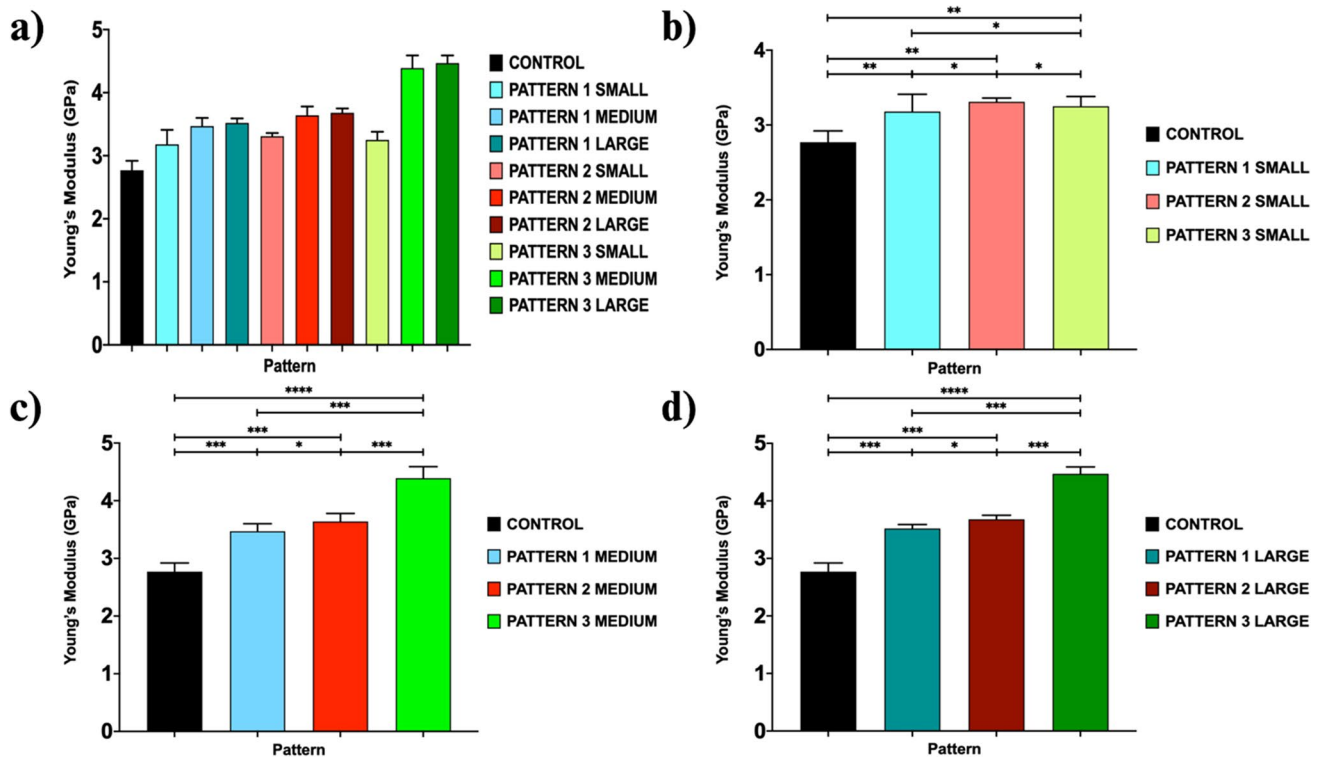 a)
Young's Modulus (GPa)
5
4
3
2
1
0
Pattern
CONTROL
PATTERN 1 SMALL
PATTERN 1 MEDIUM
PATTERN 1 LARGE
PATTERN 2 SMALL
PATTERN 2 MEDIUM
PATTERN 2 LARGE
PATTERN 3 SMALL
PATTERN 3 MEDIUM
PATTERN 3 LARGE
b)
**
*
**
** * *
Young's Modulus (GPa)
4
3
2
1
0
Pattern
CONTROL
PATTERN 1 SMALL
PATTERN 2 SMALL
PATTERN 3 SMALL
c)
****
***
***
*** * ***
Young's Modulus (GPa)
5
4
3
2
1
0
Pattern
CONTROL
PATTERN 1 MEDIUM
PATTERN 2 MEDIUM
PATTERN 3 MEDIUM
d)
****
***
***
*** * ***
Young's Modulus (GPa)
5
4
3
2
1
0
Pattern
CONTROL
PATTERN 1 LARGE
PATTERN 2 LARGE
PATTERN 3 LARGE